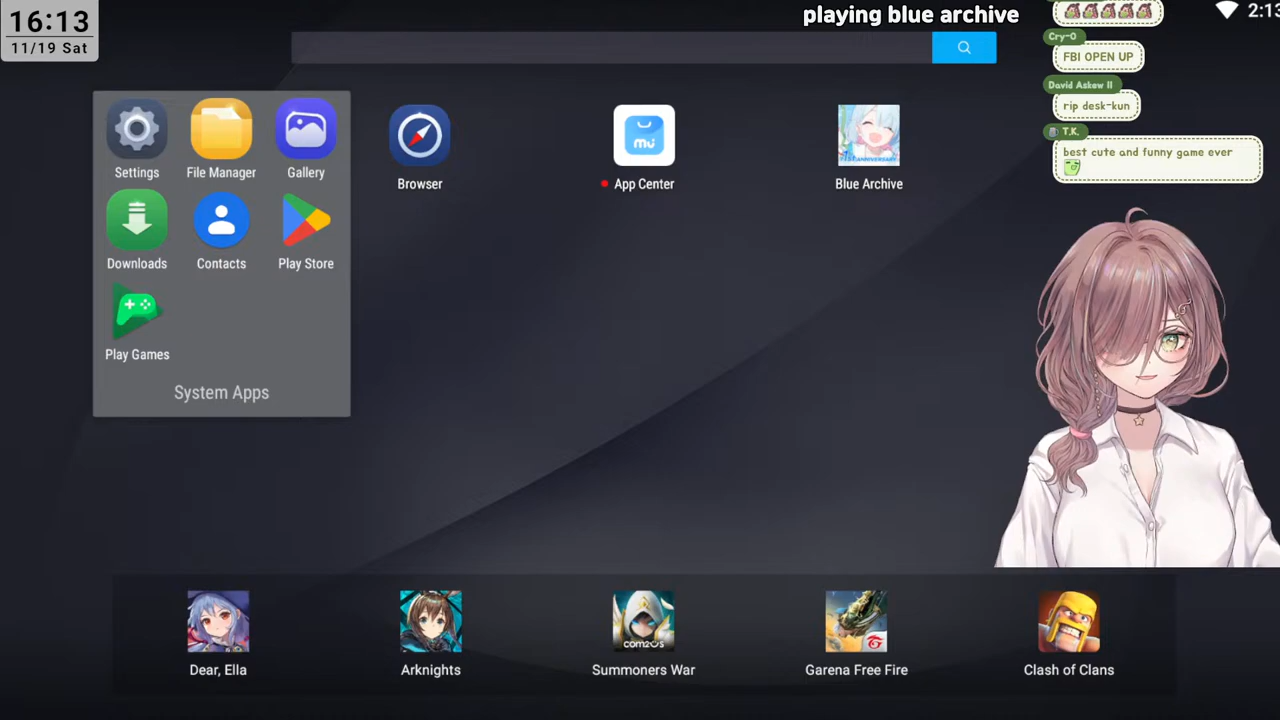 16:13
11/19 Sat
playing blue archive
2:13
Cry-O
FBI OPEN UP
David Askew II
rip desk-kun
T.K.
best cute and funny game ever
Settings
File Manager
Gallery
Browser
App Center
Blue Archive
Downloads
Contacts
Play Store
Play Games
System Apps
Dear, Ella
Arknights
Summoners War
Garena Free Fire
Clash of Clans
mu
com2us